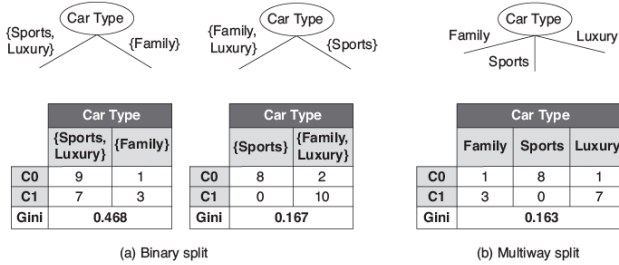 Car Type
{Sports,
Luxury}
{Family}
Car Type
{Family,
Luxury}
{Sports}
Car Type
Family
Sports
Luxury
Car Type
{Sports, Luxury} {Family}
C0 9 1
C1 7 3
Gini 0.468
Car Type
{Sports} {Family, Luxury}
C0 8 2
C1 0 10
Gini 0.167
Car Type
Family Sports Luxury
C0 1 8 1
C1 3 0 7
Gini 0.163
(a) Binary split
(b) Multiway split